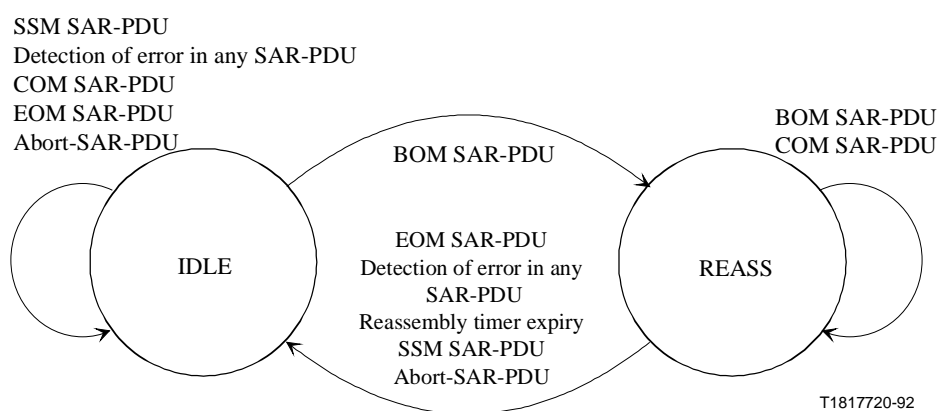 SSM SAR-PDU
Detection of error in any SAR-PDU
COM SAR-PDU
EOM SAR-PDU
Abort-SAR-PDU
BOM SAR-PDU
BOM SAR-PDU
COM SAR-PDU
IDLE
EOM SAR-PDU
Detection of error in any
SAR-PDU
Reassembly timer expiry
SSM SAR-PDU
Abort-SAR-PDU
REASS
T1817720-92